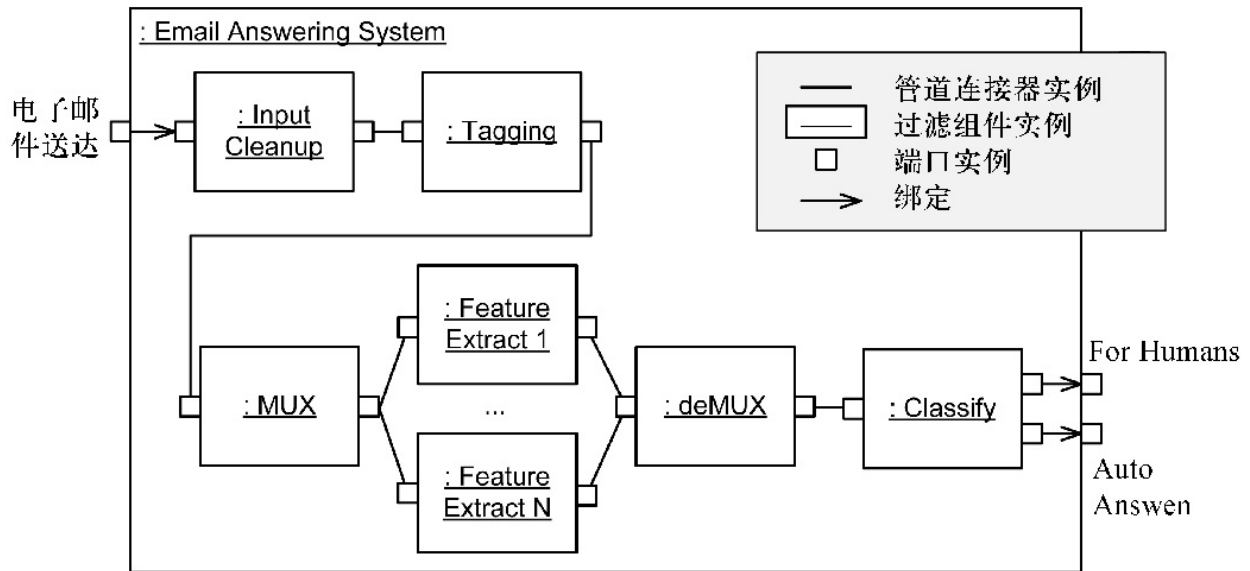 : Email Answering System
电子邮
件送达
: Input
Cleanup
: Tagging
管道连接器实例
过滤组件实例
端口实例
绑定
: MUX
: Feature
Extract 1
...
: Feature
Extract N
: deMUX
: Classify
For Humans
Auto
Answen